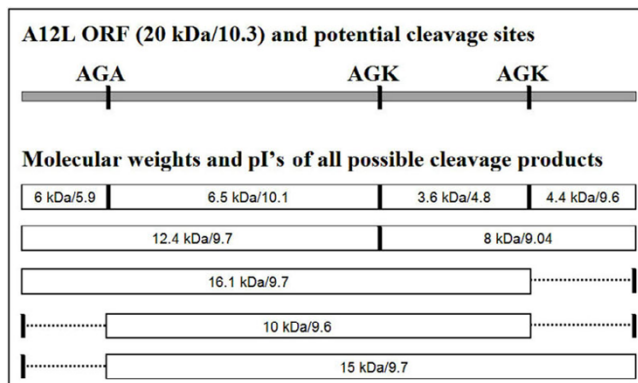 A12L ORF (20 kDa/10.3) and potential cleavage sites
AGA AGK AGK
Molecular weights and pI's of all possible cleavage products
6 kDa/5.9 6.5 kDa/10.1 3.6 kDa/4.8 4.4 kDa/9.6
12.4 kDa/9.7 8 kDa/9.04
16.1 kDa/9.7
10 kDa/9.6
15 kDa/9.7